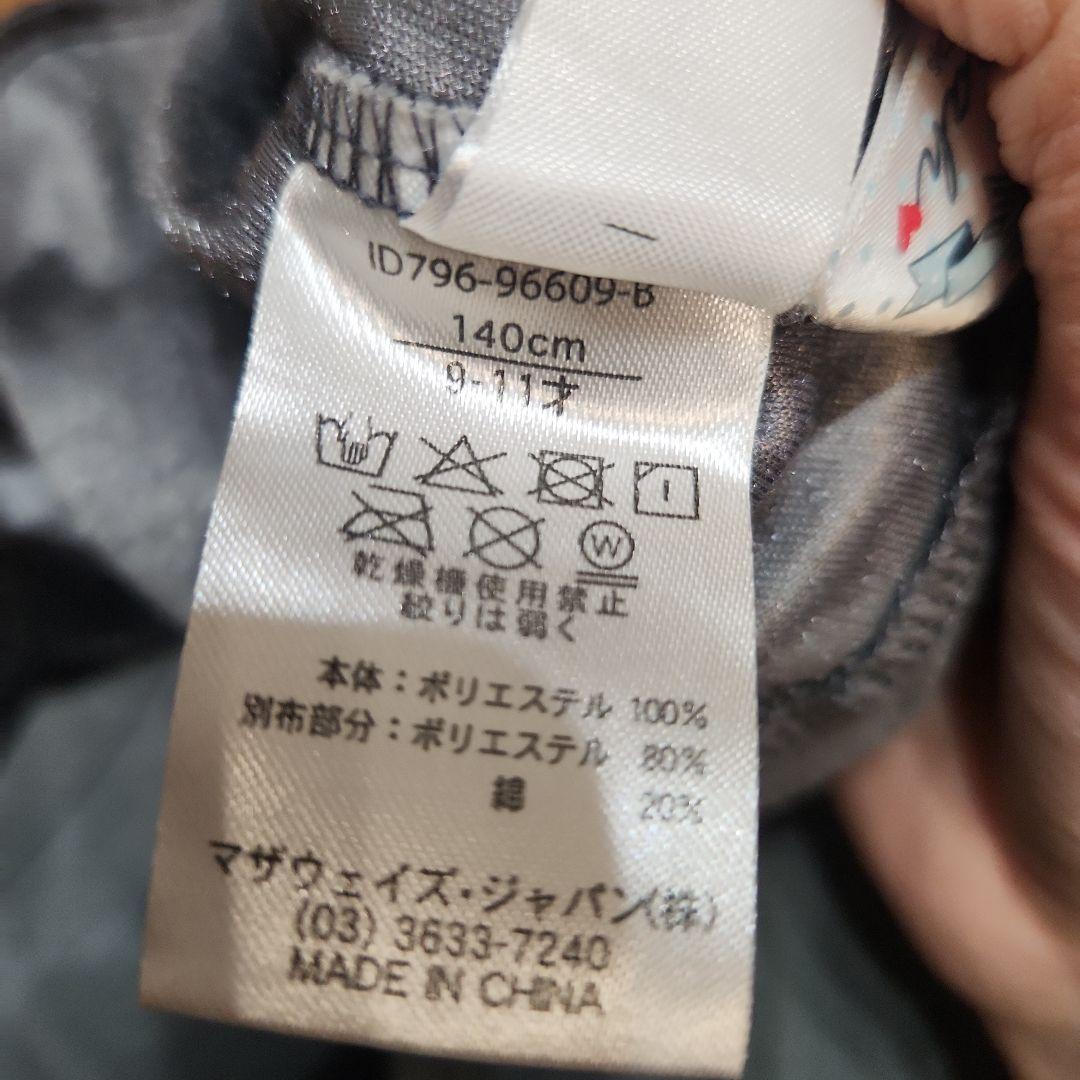 ID796-96609-B
140cm
9-11才
W
乾燥機使用禁止
絞りは弱く
本体：ポリエステル 100%
別布部分：ポリエステル 80%
綿 20%
マザウェイズ・ジャパン(株)
(03) 3633-7240
MADE IN CHINA